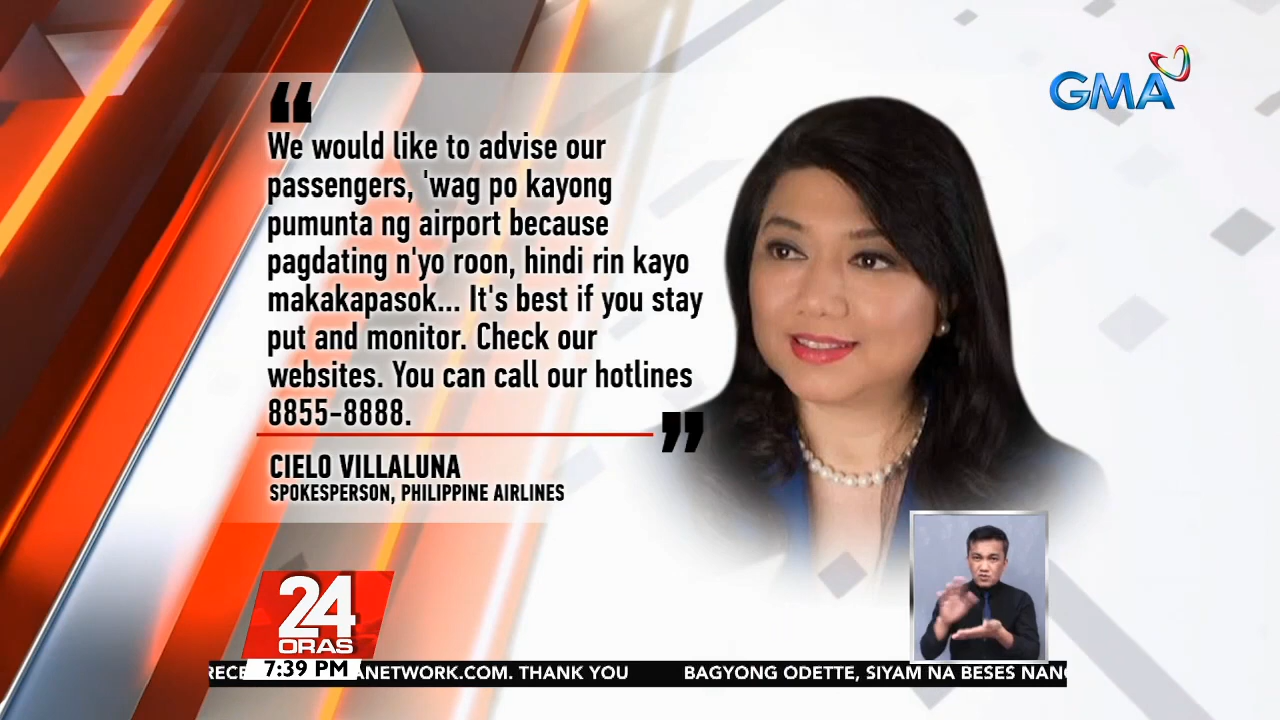 GMA
“
We would like to advise our
passengers, 'wag po kayong
pumunta ng airport because
pagdating n'yo roon, hindi rin kayo
makakapasok... It's best if you stay
put and monitor. Check our
websites. You can call our hotlines
8855-8888.
”
CIELO VILLALUNA
SPOKESPERSON, PHILIPPINE AIRLINES
24
ORAS
7:39 PM
ANETWORK.COM. THANK YOU BAGYONG ODETTE, SIYAM NA BESES